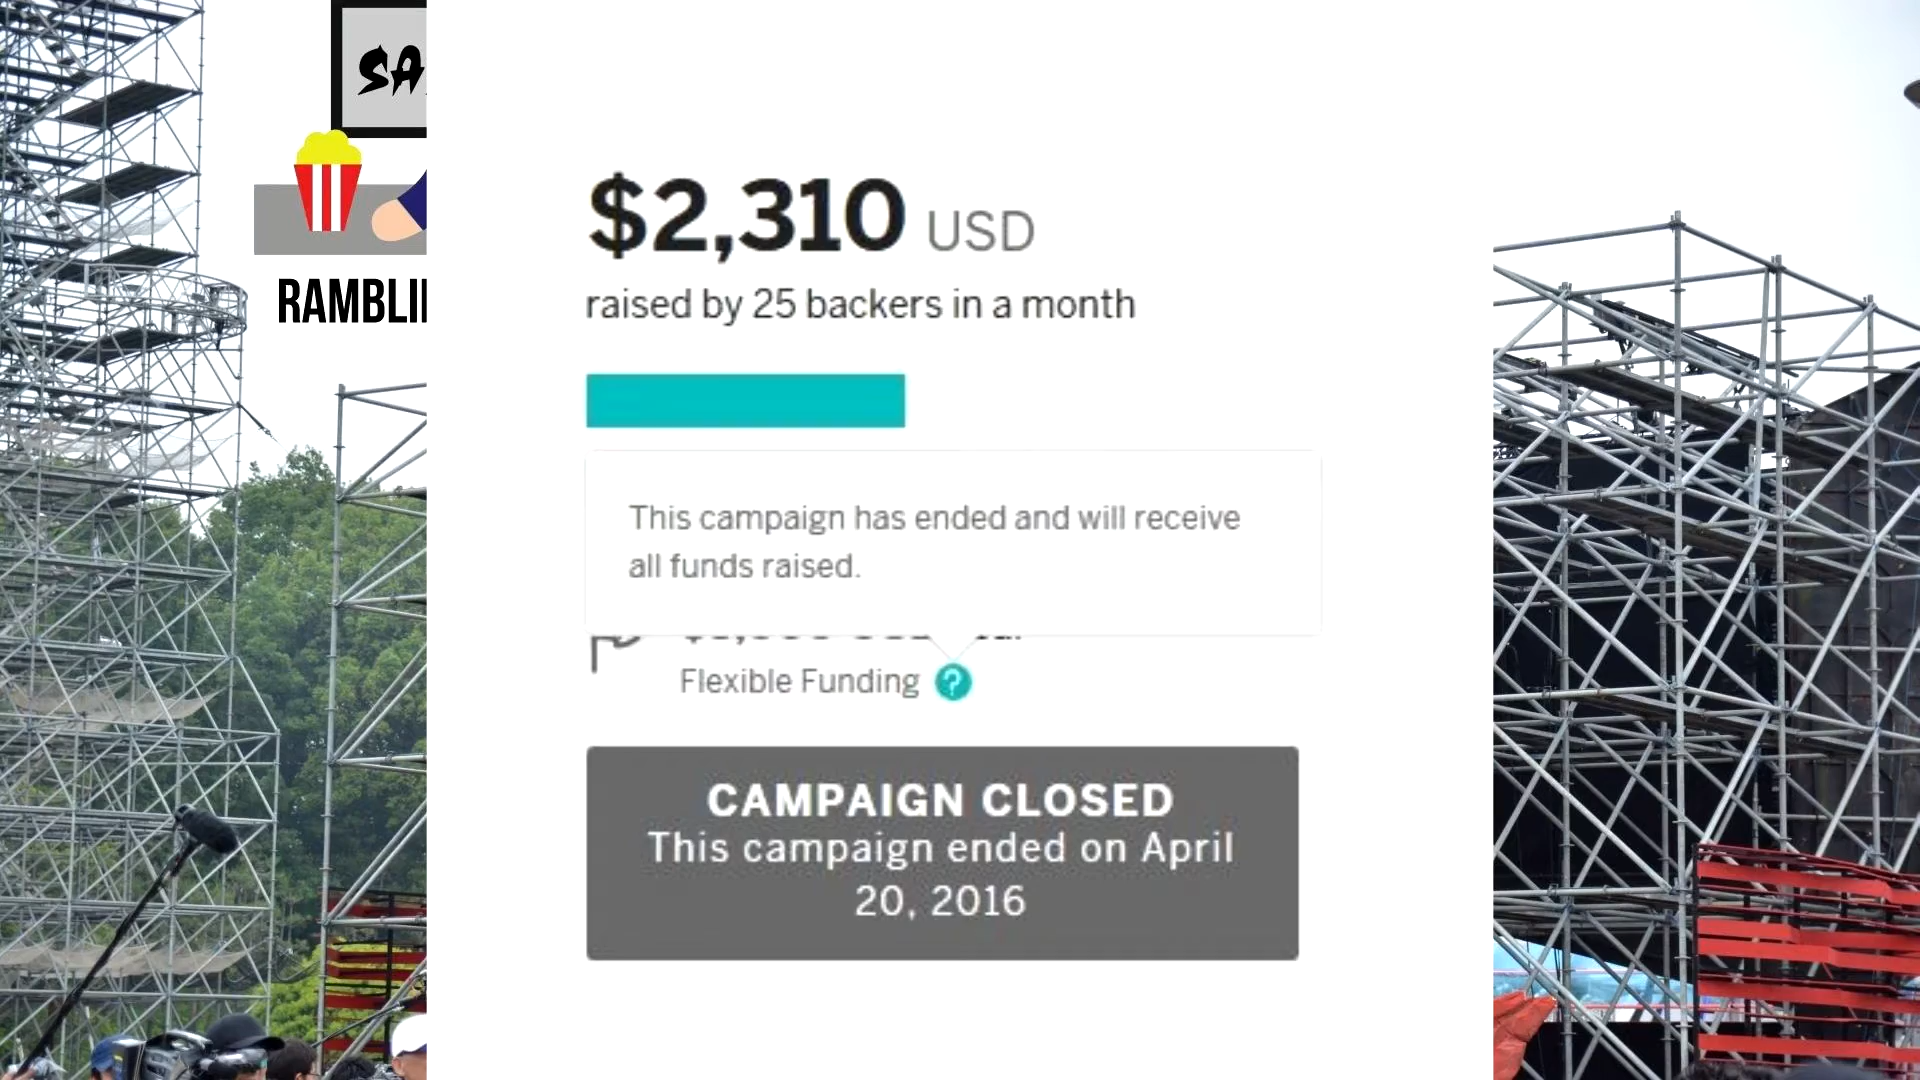 SA
RAMBLI
$2,310 USD
raised by 25 backers in a month
This campaign has ended and will receive
all funds raised.
Flexible Funding ?
CAMPAIGN CLOSED
This campaign ended on April
20, 2016